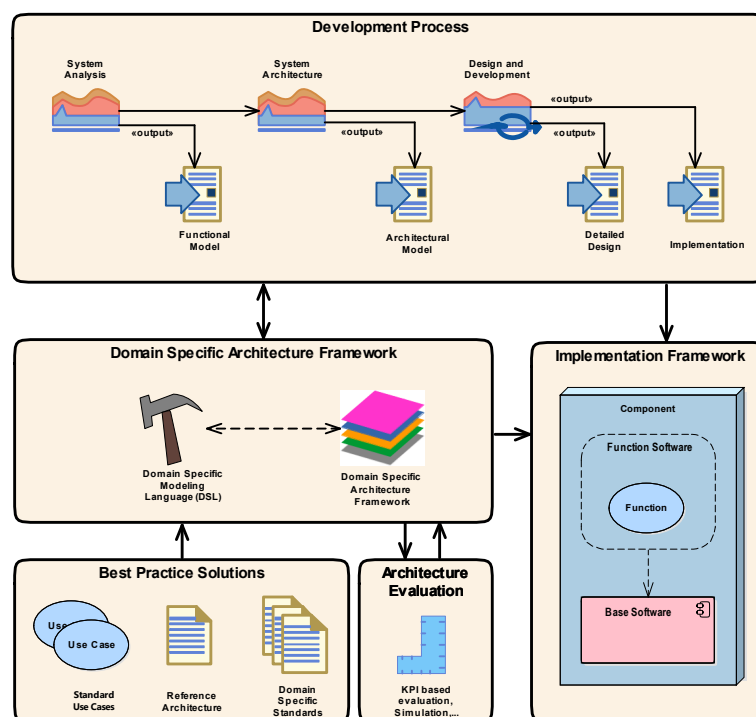 Development Process
System
Analysis
System
Architecture
Design and
Development
«output»
«output»
«output»
«output»
Functional
Model
Architectural
Model
Detailed
Design
Implementation
Domain Specific Architecture Framework
Domain Specific
Modeling
Language (DSL)
Domain Specific
Architecture
Framework
Implementation Framework
Component
Function Software
Function
Base Software
Best Practice Solutions
Use
Use Case
Standard
Use Cases
Reference
Architecture
Domain
Specific
Standards
Architecture
Evaluation
KPI based
evaluation,
Simulation,...